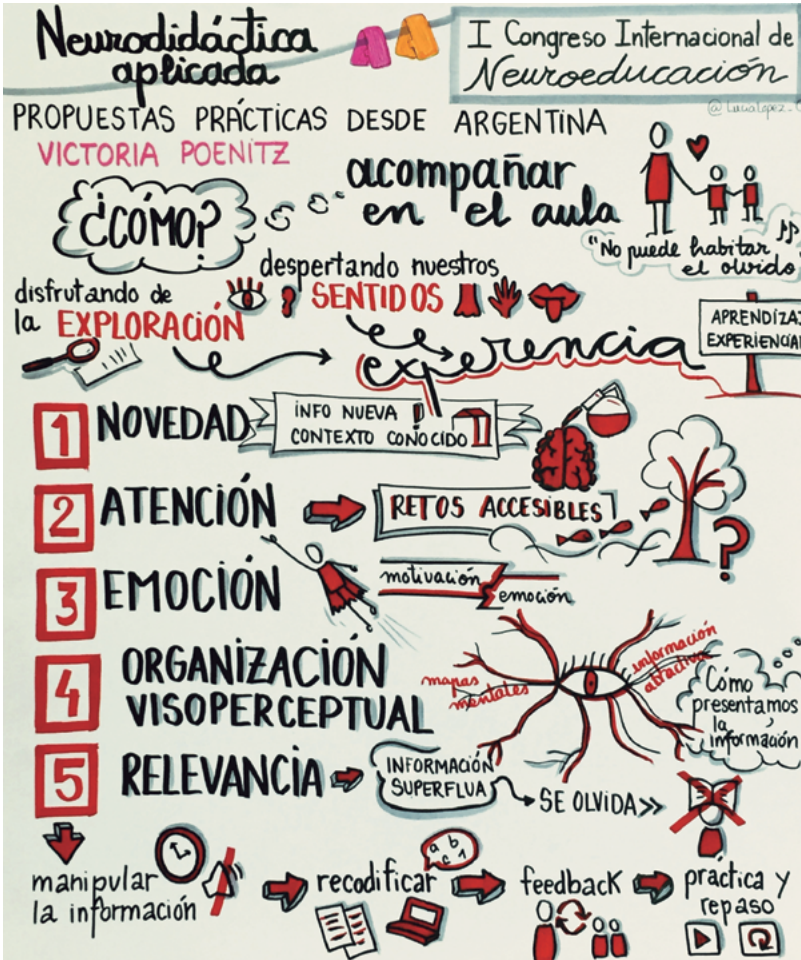 Neurodidáctica
aplicada
I Congreso Internacional de
Neuroeducación
PROPUESTAS PRÁCTICAS DESDE ARGENTINA
VICTORIA POENITZ
¿CÓMO?
acompañar
en el aula
"No puede habitar
el olvido"
disfrutando de
la EXPLORACIÓN
despertando nuestros
SENTIDOS
experiencia
EXPERIENCIAL
1 NOVEDAD
INFO NUEVA
CONTEXTO CONOCIDO
2 ATENCIÓN
RETOS ACCESIBLES
?
3 EMOCIÓN
motivación
emoción
4 ORGANIZACIÓN
VISOPERCEPTUAL
mapas
mentales
información
atractiva
Cómo
presentamos
la
información
5 RELEVANCIA
INFORMACIÓN
SUPERFLUA
SE OLVIDA >>
manipular
la información
recodificar
a b
c 1
feedback
práctica y
repaso